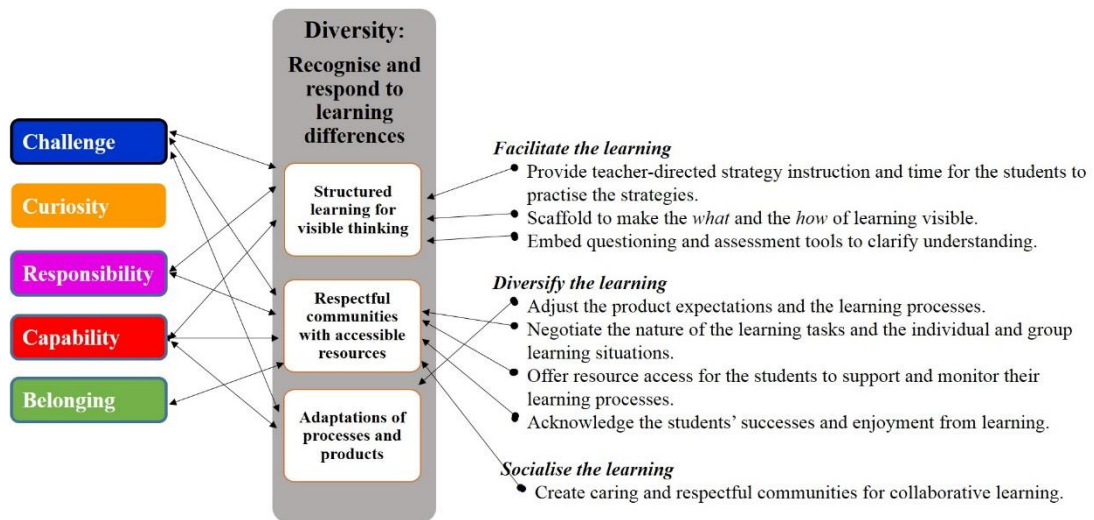 Diversity:
Recognise and
respond to
learning
differences
Challenge
Curiosity
Responsibility
Capability
Belonging
Structured
learning for
visible thinking
Respectful
communities
with accessible
resources
Adaptations of
processes and
products
Facilitate the learning
Provide teacher-directed strategy instruction and time for the students to
practise the strategies.
Scaffold to make the what and the how of learning visible.
Embed questioning and assessment tools to clarify understanding.
Diversify the learning
Adjust the product expectations and the learning processes.
Negotiate the nature of the learning tasks and the individual and group
learning situations.
Offer resource access for the students to support and monitor their
learning processes.
Acknowledge the students’ successes and enjoyment from learning.
Socialise the learning
Create caring and respectful communities for collaborative learning.